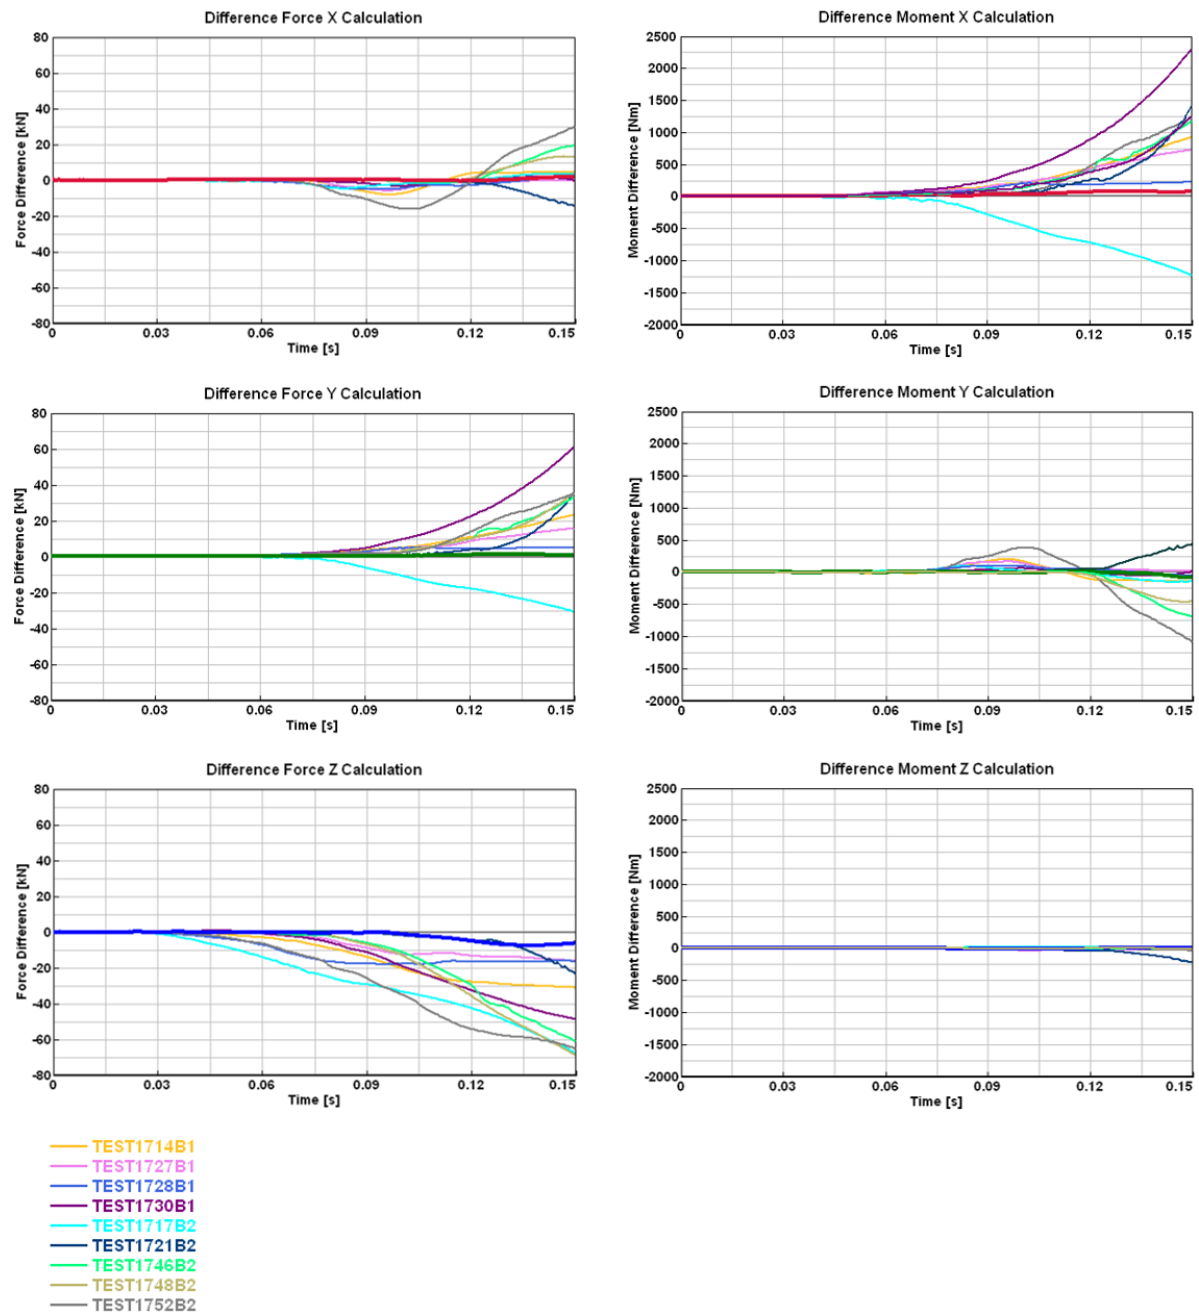 Difference Force X Calculation
Force Difference [kN]
80
60
40
20
0
-20
-40
-60
-80
0 0.03 0.06 0.09 0.12 0.15
Time [s]
Difference Moment X Calculation
Moment Difference [Nm]
2500
2000
1500
1000
500
0
-500
-1000
-1500
-2000
0 0.03 0.06 0.09 0.12 0.15
Time [s]
Difference Force Y Calculation
Force Difference [kN]
80
60
40
20
0
-20
-40
-60
-80
0 0.03 0.06 0.09 0.12 0.15
Time [s]
Difference Moment Y Calculation
Moment Difference [Nm]
2500
2000
1500
1000
500
0
-500
-1000
-1500
-2000
0 0.03 0.06 0.09 0.12 0.15
Time [s]
Difference Force Z Calculation
Force Difference [kN]
80
60
40
20
0
-20
-40
-60
-80
0 0.03 0.06 0.09 0.12 0.15
Time [s]
Difference Moment Z Calculation
Moment Difference [Nm]
2500
2000
1500
1000
500
0
-500
-1000
-1500
-2000
0 0.03 0.06 0.09 0.12 0.15
Time [s]
TEST1714B1
TEST1727B1
TEST1728B1
TEST1730B1
TEST1717B2
TEST1721B2
TEST1746B2
TEST1748B2
TEST1752B2